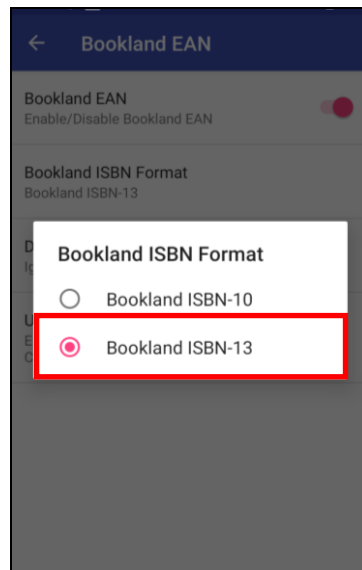 Bookland EAN
Bookland EAN
Enable/Disable Bookland EAN
Bookland ISBN Format
Bookland ISBN-13
Bookland ISBN Format
Bookland ISBN-10
Bookland ISBN-13